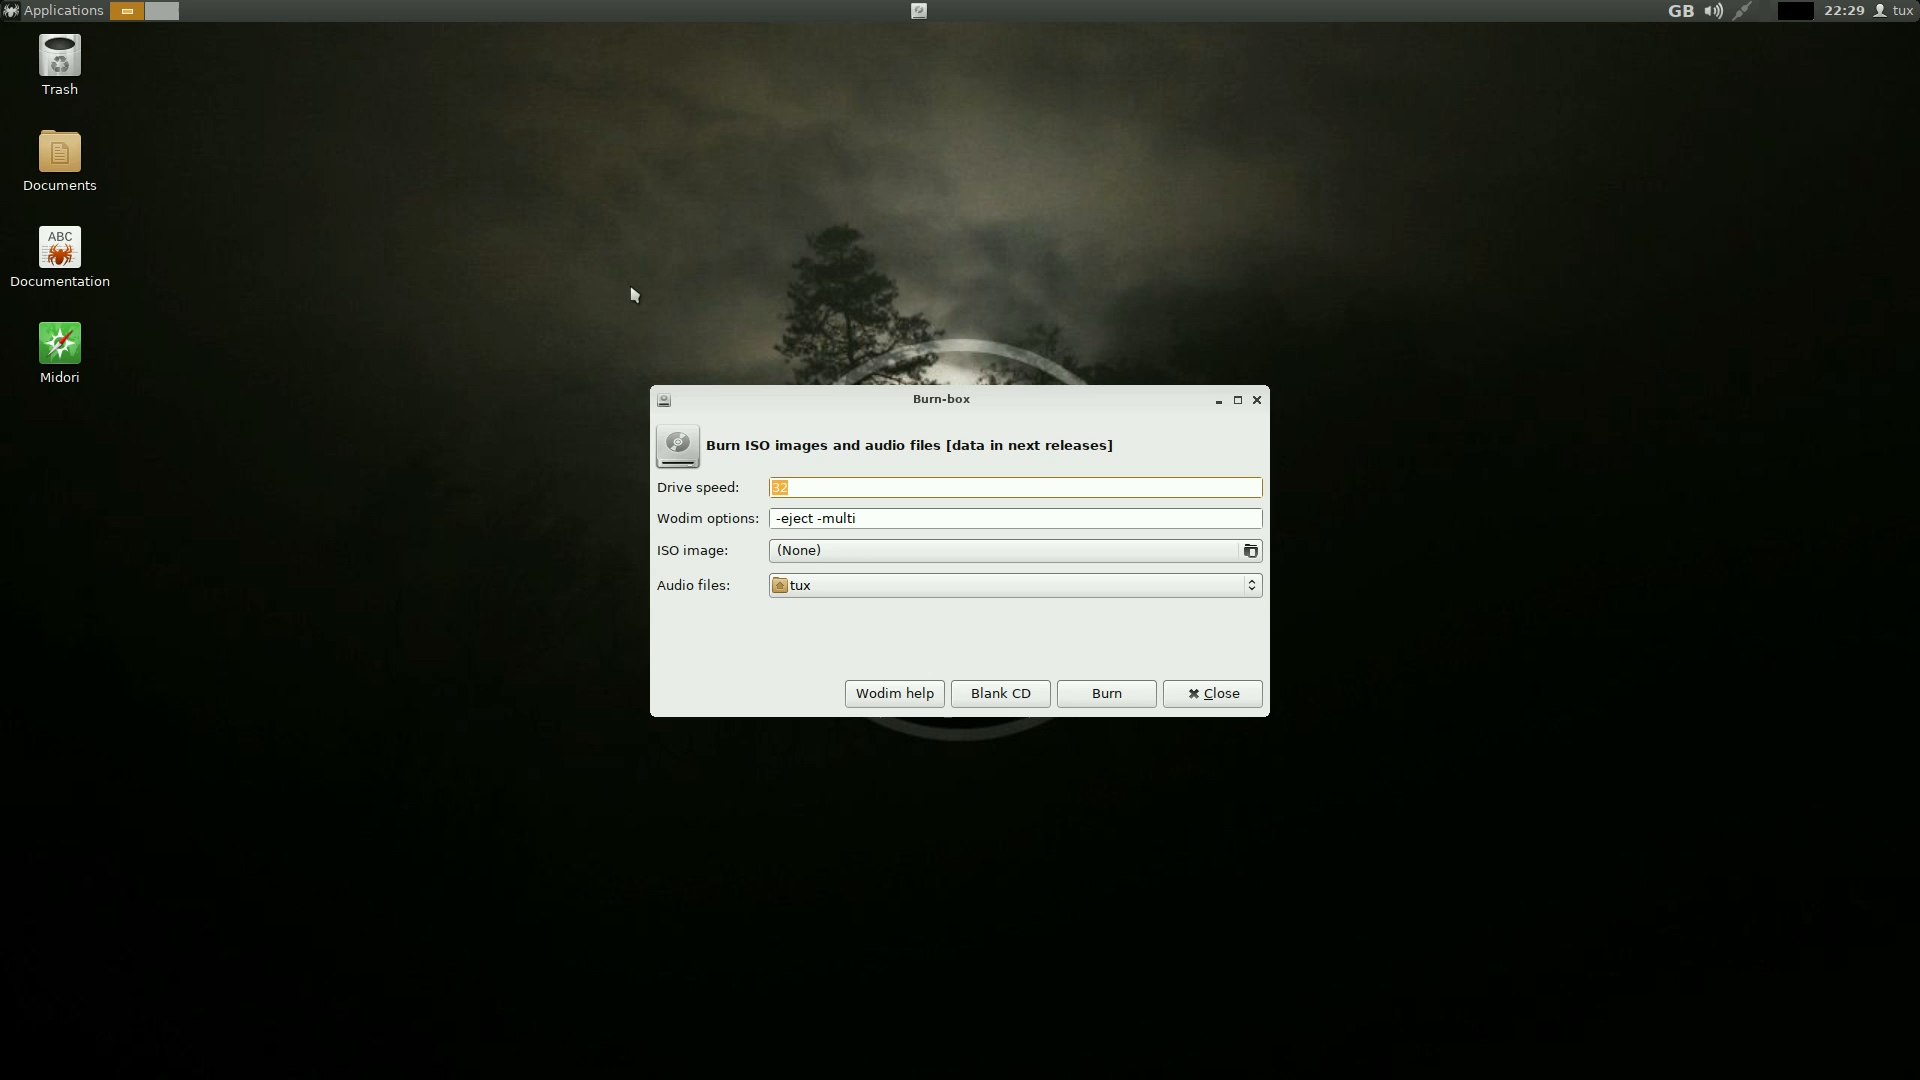 Applications
GB 22:29 tux
Trash
Documents
ABC
Documentation
Midori
Burn-box
Burn ISO images and audio files [data in next releases]
Drive speed: 32
Wodim options: -eject -multi
ISO image: (None)
Audio files: tux
Wodim help Blank CD Burn Close